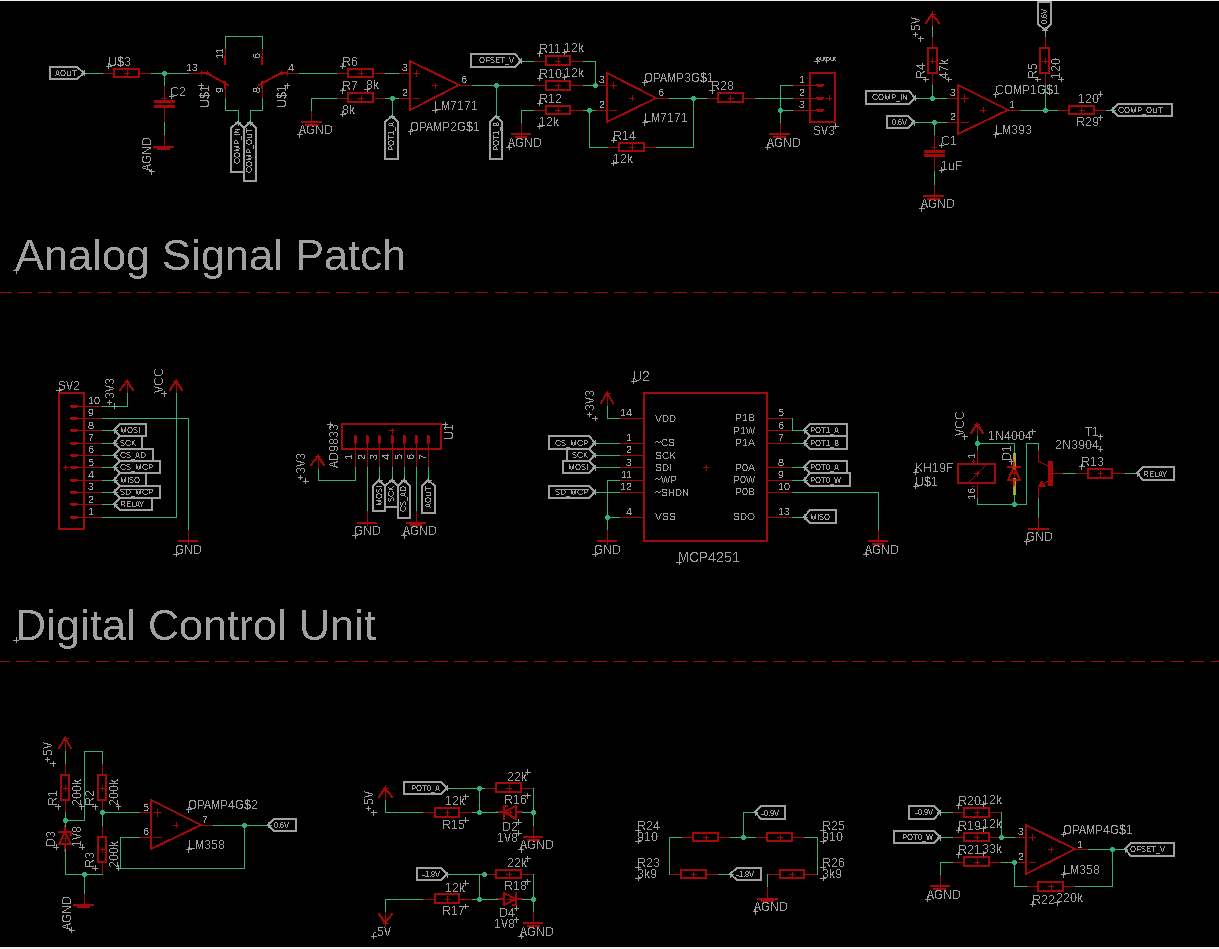 AOUT
U$3
C2
AGND
13
11
6
4
9
8
U$1
U$1
COMP_IN
COMP_OUT
R6
R7
8k
8k
AGND
3
2
6
LM7171
OPAMP2G$1
POT1_A
POT1_B
OFSET_V
R11
12k
R10
12k
R12
12k
AGND
3
2
6
OPAMP3G$1
LM7171
R14
12k
R28
output
1
2
3
SV3
AGND
+5V
R4
47k
COMP_IN
0.6V
3
2
1
COMP1G$1
LM393
C1
1uF
AGND
0.6V
R5
120
120
R29
COMP_OUT
Analog Signal Patch
SV2
+3V3
VCC
10
9
8
7
6
5
4
3
2
1
MOSI
SCK
CS_AD
CS_MCP
MISO
SD_MCP
RELAY
GND
AD9833
U1
+3V3
1
2
3
4
5
6
7
MOSI
SCK
CS_AD
AOUT
GND
AGND
U2
+3V3
14
VDD
P1B
5
P1W
6
POT1_A
CS_MCP
1
~CS
P1A
7
POT1_B
SCK
2
SCK
MOSI
3
SDI
P0A
8
POT0_A
11
~WP
P0W
9
POT0_W
SD_MCP
12
~SHDN
P0B
10
4
VSS
SDO
13
MISO
GND
AGND
MCP4251
VCC
1N4004
D1
T1
2N3904
KH19F
U$1
1
16
R13
RELAY
GND
Digital Control Unit
+5V
R1
200k
R2
200k
D3
1V8
R3
200k
AGND
5
6
7
OPAMP4G$2
LM358
0.6V
POT0_A
+5V
12k
R15
22k
R16
D2
1V8
AGND
-1.8V
12k
R17
-5V
22k
R18
D4
1V8
AGND
R24
910
-0.9V
R25
910
R23
3k9
-1.8V
R26
3k9
AGND
-0.9V
R20
12k
POT0_W
R19
12k
R21
33k
AGND
3
2
1
OPAMP4G$1
LM358
OFSET_V
R22
220k